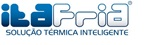 itaFria®
SOLUÇÃO TÉRMICA INTELIGENTE